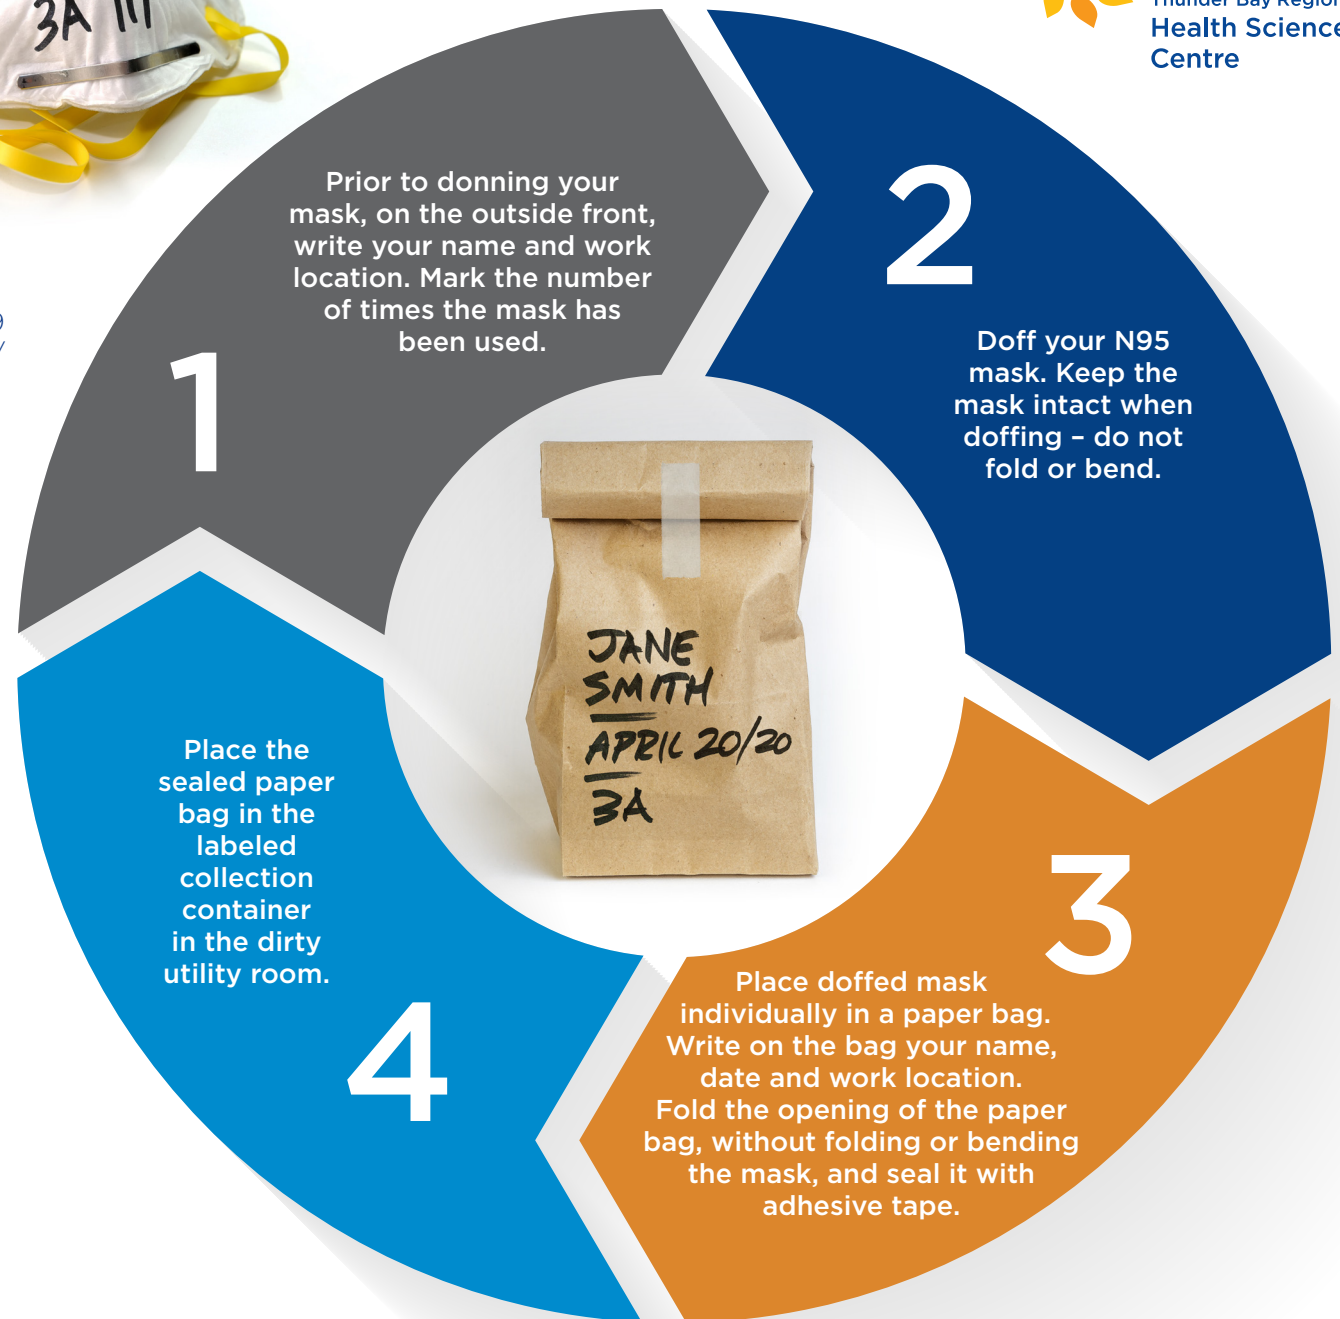 3A III
Thunder Bay Region
Health Science
Centre
1
Prior to donning your
mask, on the outside front,
write your name and work
location. Mark the number
of times the mask has
been used.
2
Doff your N95
mask. Keep the
mask intact when
doffing – do not
fold or bend.
JANE
SMITH
APRIL 20/20
3A
3
Place doffed mask
individually in a paper bag.
Write on the bag your name,
date and work location.
Fold the opening of the paper
bag, without folding or bending
the mask, and seal it with
adhesive tape.
4
Place the
sealed paper
bag in the
labeled
collection
container
in the dirty
utility room.